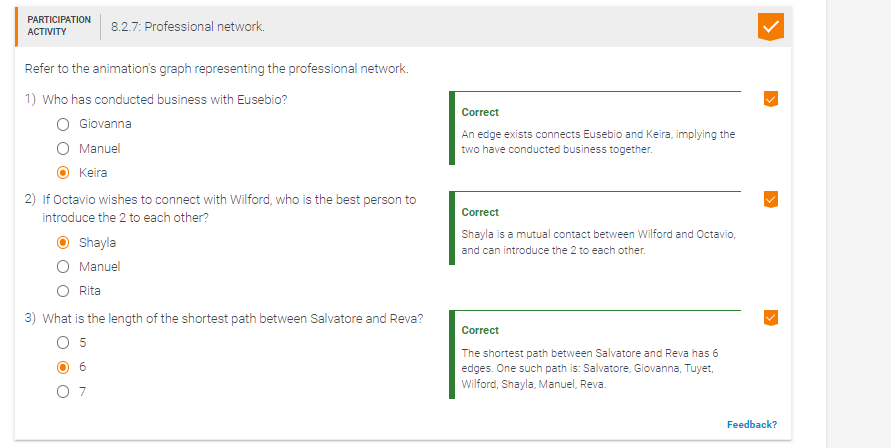 PARTICIPATION
ACTIVITY
8.2.7: Professional network.
Refer to the animation's graph representing the professional network.
1) Who has conducted business with Eusebio?
Giovanna
Manuel
Keira
Correct
An edge exists connects Eusebio and Keira, implying the
two have conducted business together.
2) If Octavio wishes to connect with Wilford, who is the best person to
introduce the 2 to each other?
Shayla
Manuel
Rita
Correct
Shayla is a mutual contact between Wilford and Octavio,
and can introduce the 2 to each other.
3) What is the length of the shortest path between Salvatore and Reva?
5
6
7
Correct
The shortest path between Salvatore and Reva has 6
edges. One such path is: Salvatore, Giovanna, Tuyet,
Wilford, Shayla, Manuel, Reva.
Feedback?